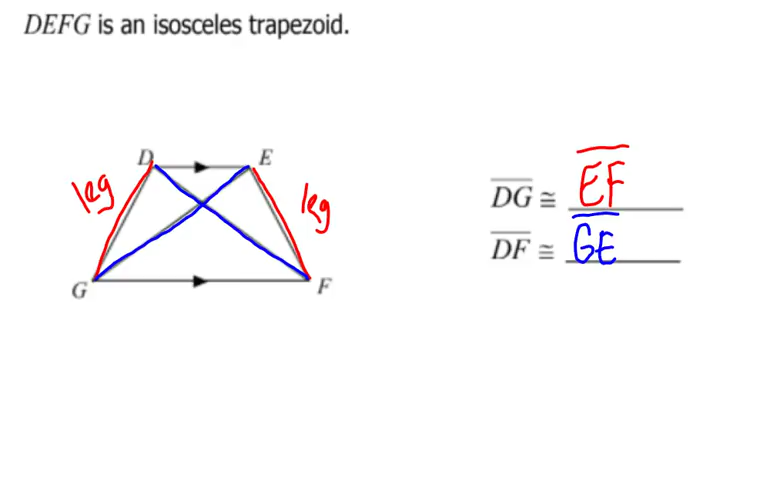 DEFG is an isosceles trapezoid.
D E
leg leg
G F
DG ≅ EF
DF ≅ GE